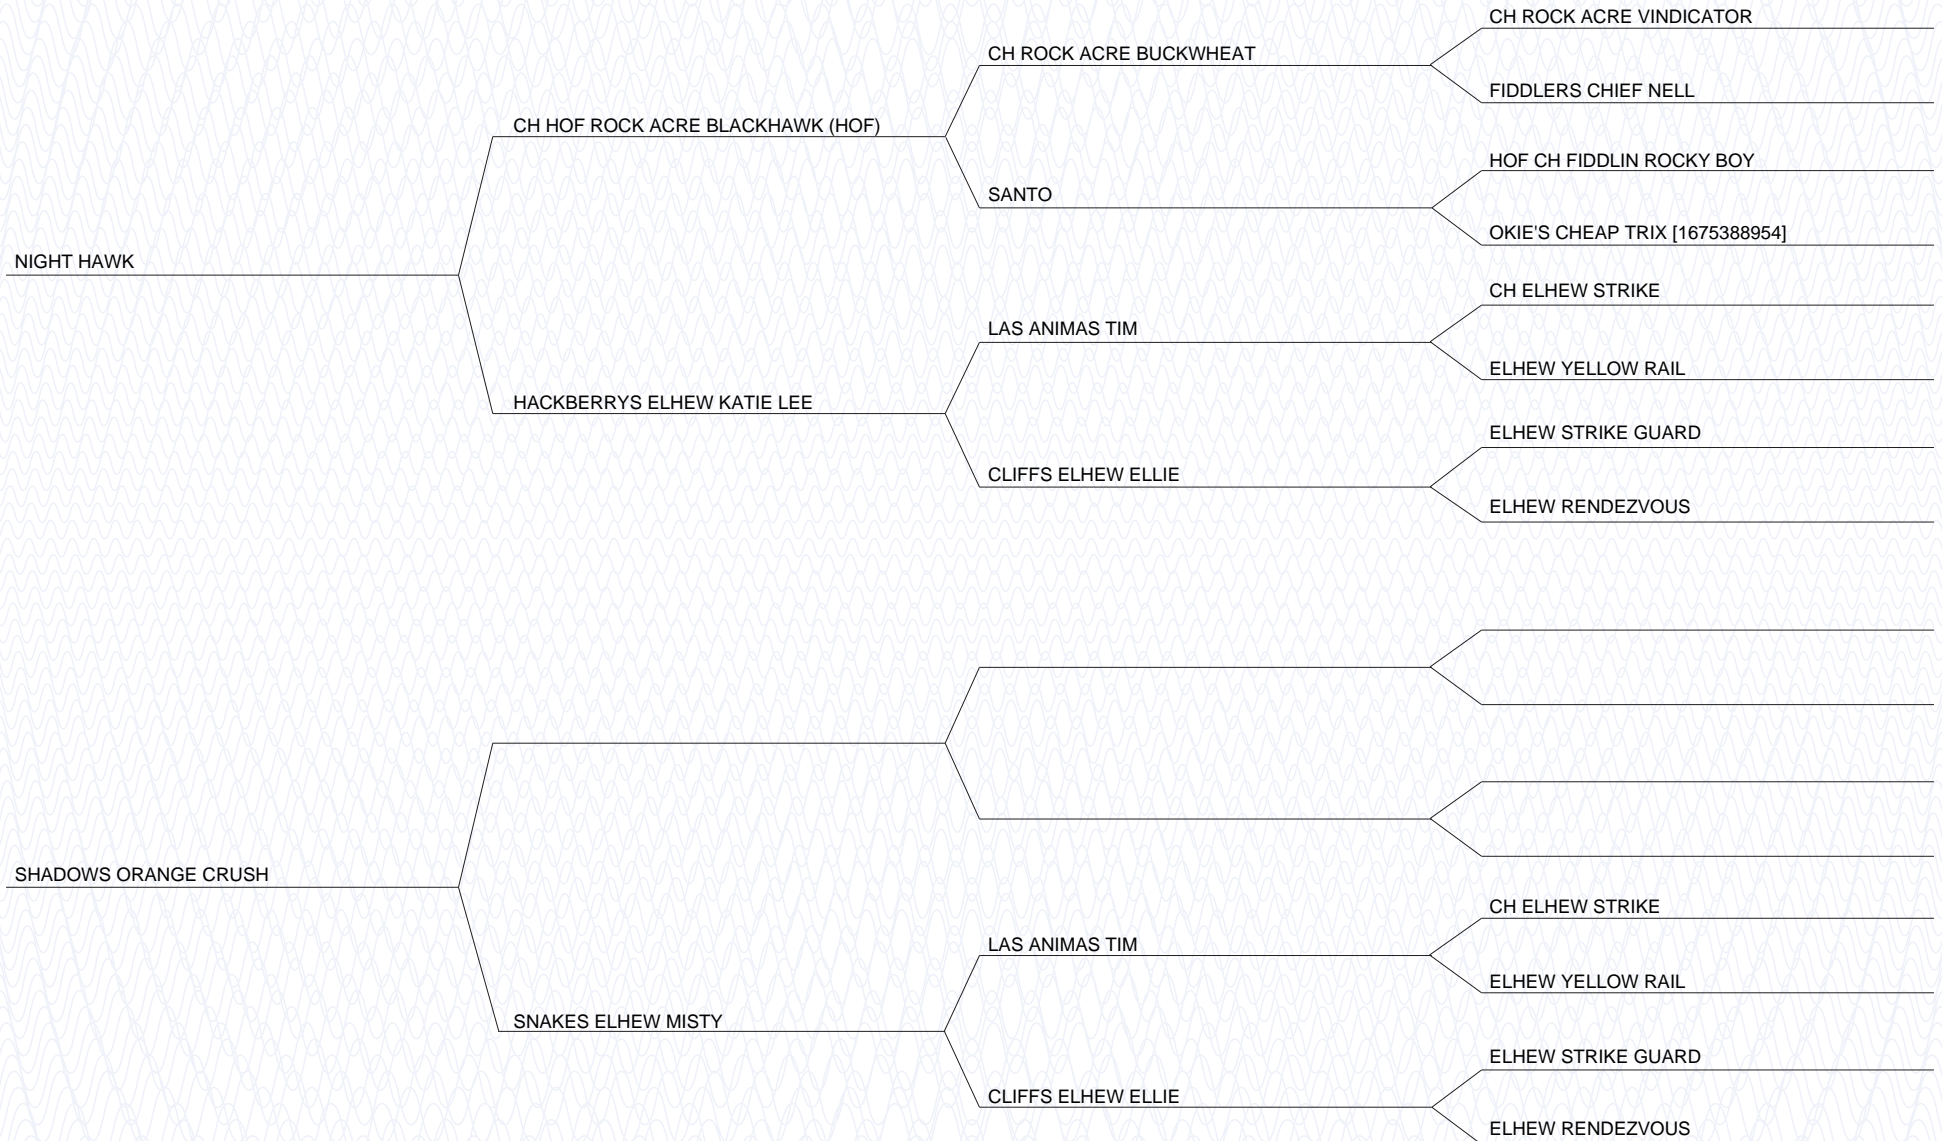 CH ROCK ACRE VINDICATOR
CH ROCK ACRE BUCKWHEAT
FIDDLERS CHIEF NELL
CH HOF ROCK ACRE BLACKHAWK (HOF)
HOF CH FIDDLIN ROCKY BOY
SANTO
OKIE'S CHEAP TRIX [1675388954]
NIGHT HAWK
CH ELHEW STRIKE
LAS ANIMAS TIM
ELHEW YELLOW RAIL
HACKBERRYS ELHEW KATIE LEE
ELHEW STRIKE GUARD
CLIFFS ELHEW ELLIE
ELHEW RENDEZVOUS
SHADOWS ORANGE CRUSH
CH ELHEW STRIKE
LAS ANIMAS TIM
ELHEW YELLOW RAIL
SNAKES ELHEW MISTY
ELHEW STRIKE GUARD
CLIFFS ELHEW ELLIE
ELHEW RENDEZVOUS